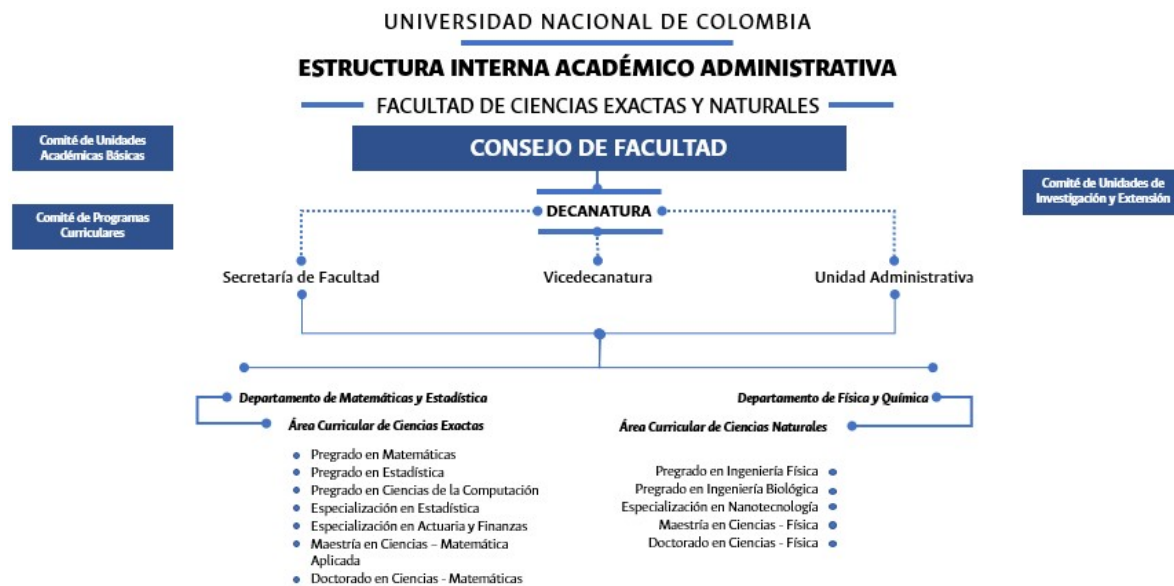 UNIVERSIDAD NACIONAL DE COLOMBIA
ESTRUCTURA INTERNA ACADÉMICO ADMINISTRATIVA
FACULTAD DE CIENCIAS EXACTAS Y NATURALES
Comité de Unidades
Académicas Básicas
CONSEJO DE FACULTAD
Comité de Unidades de
Investigación y Extensión
Comité de Programas
Curriculares
DECANATURA
Secretaría de Facultad
Vicedecanatura
Unidad Administrativa
Departamento de Matemáticas y Estadística
Área Curricular de Ciencias Exactas
Pregrado en Matemáticas
Pregrado en Estadística
Pregrado en Ciencias de la Computación
Especialización en Estadística
Especialización en Actuaria y Finanzas
Maestría en Ciencias – Matemática
Aplicada
Doctorado en Ciencias - Matemáticas
Departamento de Física y Química
Área Curricular de Ciencias Naturales
Pregrado en Ingeniería Física
Pregrado en Ingeniería Biológica
Especialización en Nanotecnología
Maestría en Ciencias - Física
Doctorado en Ciencias - Física